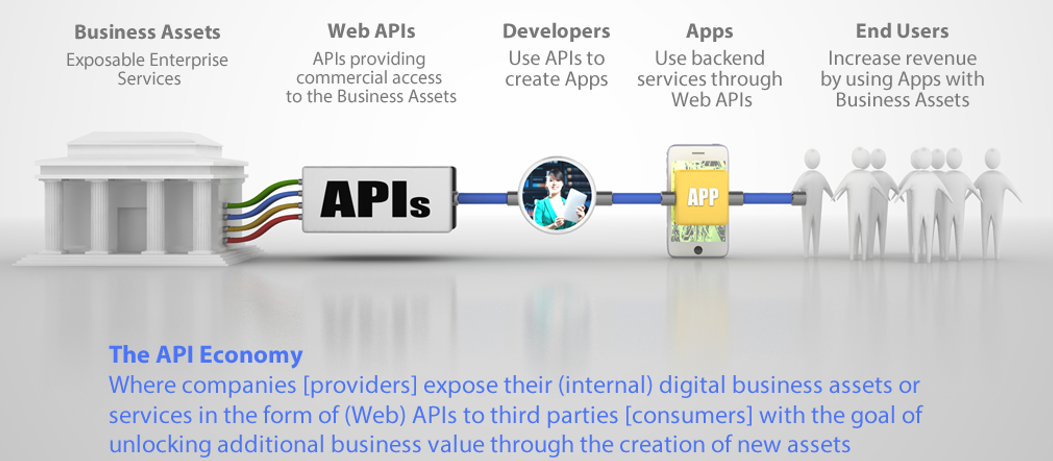 Business Assets
Exposable Enterprise
Services
Web APIs
APIs providing
commercial access
to the Business Assets
Developers
Use APIs to
create Apps
Apps
Use backend
services through
Web APIs
End Users
Increase revenue
by using Apps with
Business Assets
APIs
APP
The API Economy
Where companies [providers] expose their (internal) digital business assets or
services in the form of (Web) APIs to third parties [consumers] with the goal of
unlocking additional business value through the creation of new assets